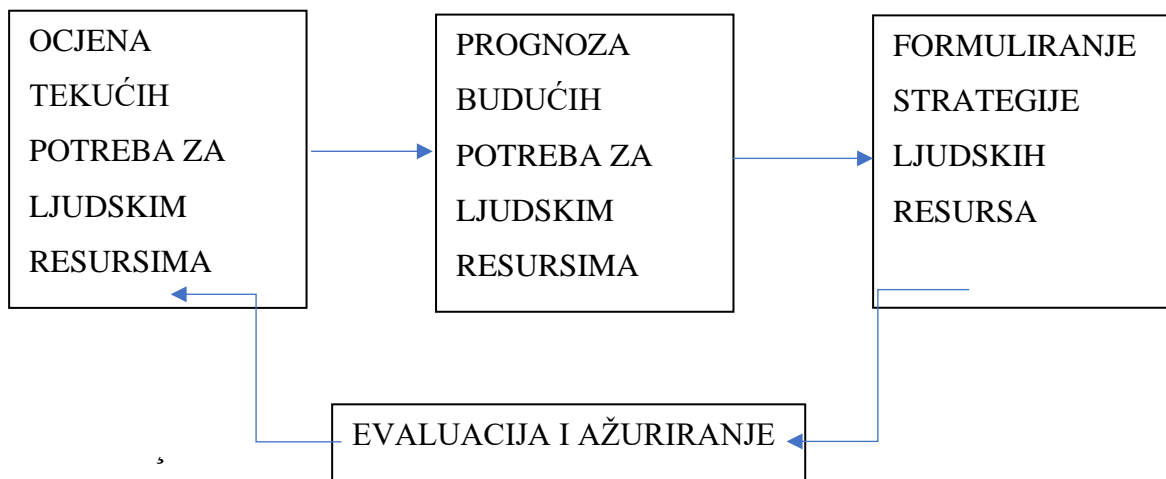 OCJENA
TEKUĆIH
POTREBA ZA
LJUDSKIM
RESURSIMA
PROGNOZA
BUDUĆIH
POTREBA ZA
LJUDSKIM
RESURSIMA
FORMULIRANJE
STRATEGIJE
LJUDSKIH
RESURSA
EVALUACIJA I AŽURIRANJE